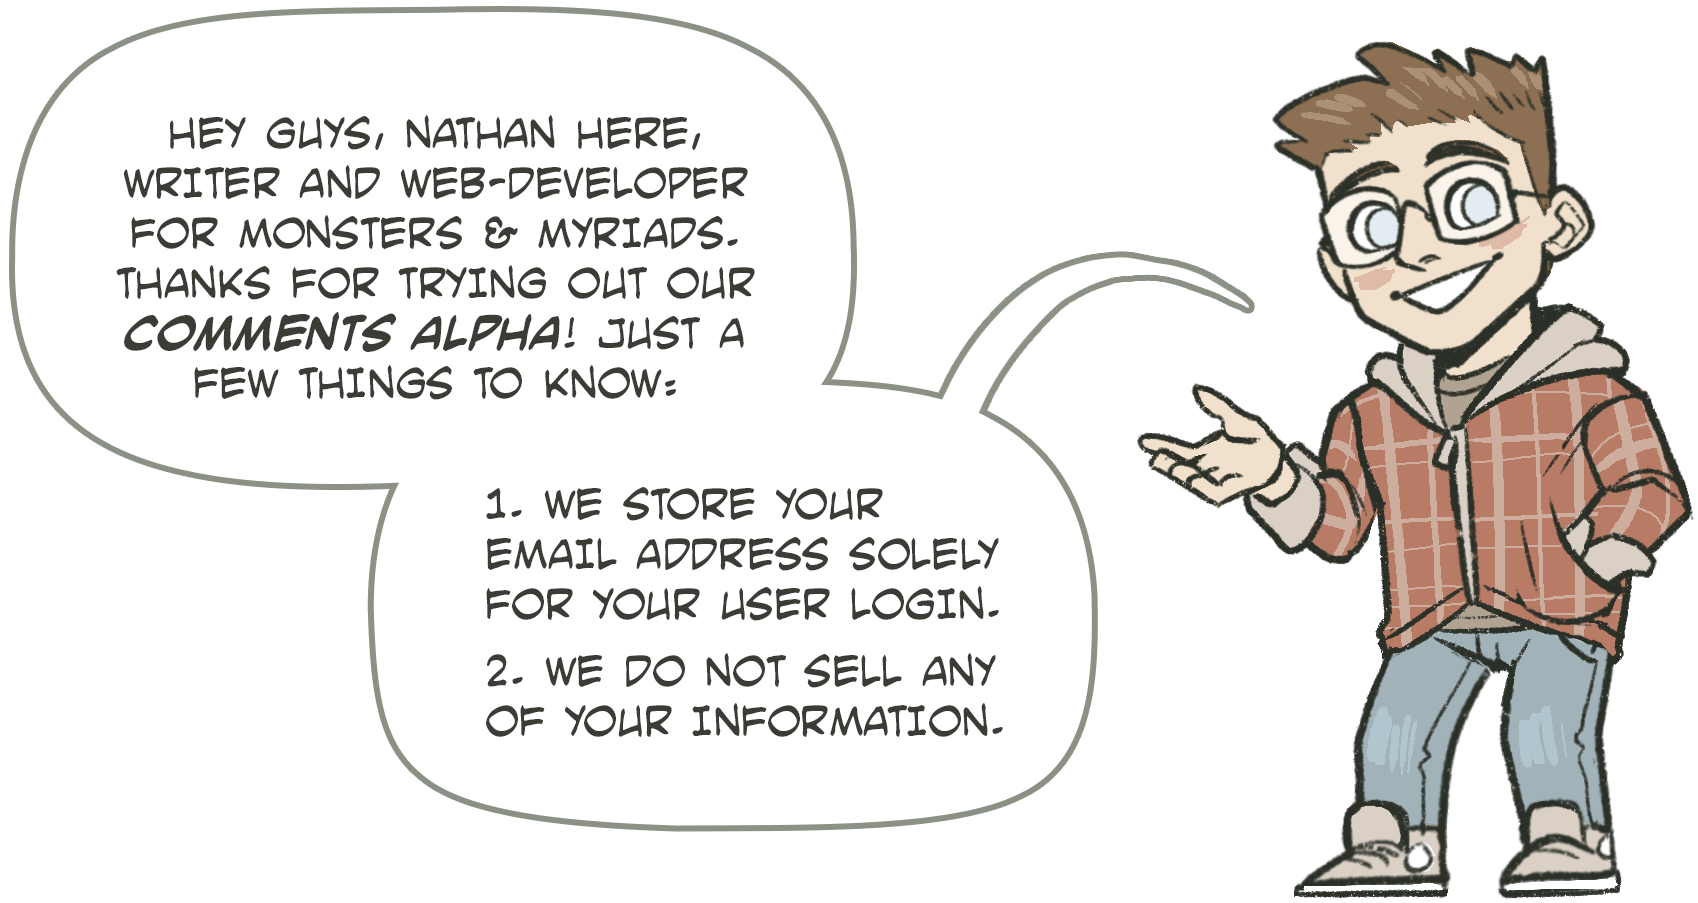 HEY GUYS, NATHAN HERE,
WRITER AND WEB-DEVELOPER
FOR MONSTERS & MYRIADS.
THANKS FOR TRYING OUT OUR
COMMENTS ALPHA! JUST A
FEW THINGS TO KNOW:
1. WE STORE YOUR
EMAIL ADDRESS SOLELY
FOR YOUR USER LOGIN.
2. WE DO NOT SELL ANY
OF YOUR INFORMATION.